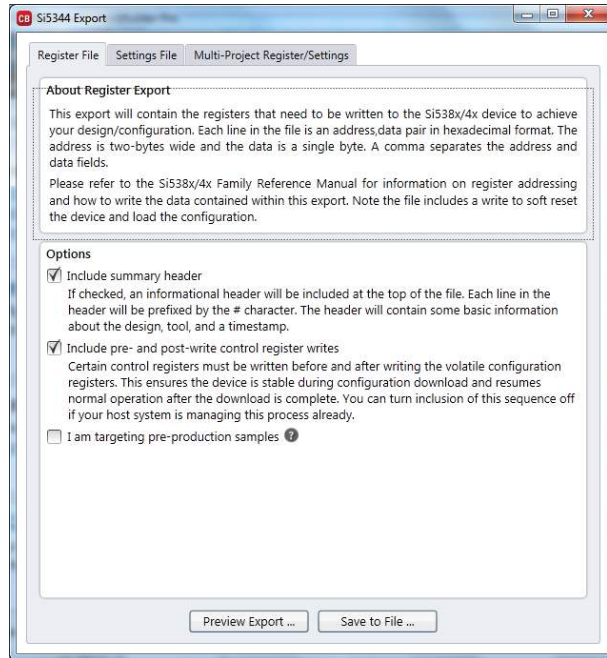 CB Si5344 Export
Register File Settings File Multi-Project Register/Settings
About Register Export
This export will contain the registers that need to be written to the Si538x/4x device to achieve
your design/configuration. Each line in the file is an address,data pair in hexadecimal format. The
address is two-bytes wide and the data is a single byte. A comma separates the address and
data fields.
Please refer to the Si538x/4x Family Reference Manual for information on register addressing
and how to write the data contained within this export. Note the file includes a write to soft reset
the device and load the configuration.
Options
Include summary header
If checked, an informational header will be included at the top of the file. Each line in the
header will be prefixed by the # character. The header will contain some basic information
about the design, tool, and a timestamp.
Include pre- and post-write control register writes
Certain control registers must be written before and after writing the volatile configuration
registers. This ensures the device is stable during configuration download and resumes
normal operation after the download is complete. You can turn inclusion of this sequence off
if your host system is managing this process already.
I am targeting pre-production samples ?
Preview Export ... Save to File ...